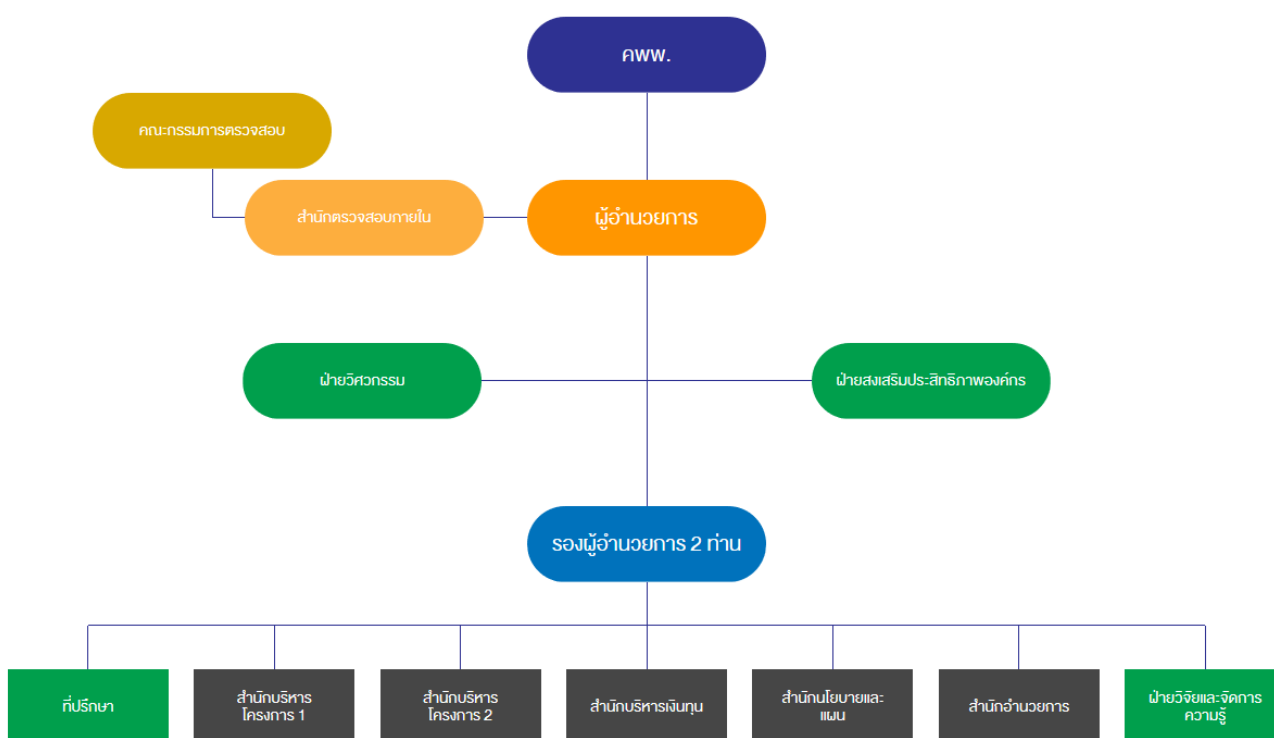 คพพ.
คณะกรรมการตรวจสอบ
สำนักตรวจสอบภายใน
ผู้อำนวยการ
ฝ่ายวิศวกรรม
ฝ่ายส่งเสริมประสิทธิภาพองค์กร
รองผู้อำนวยการ 2 ท่าน
ที่ปรึกษา
สำนักบริหาร
โครงการ 1
สำนักบริหาร
โครงการ 2
สำนักบริหารเงินทุน
สำนักนโยบายและ
แผน
สำนักอำนวยการ
ฝ่ายวิจัยและจัดการ
ความรู้